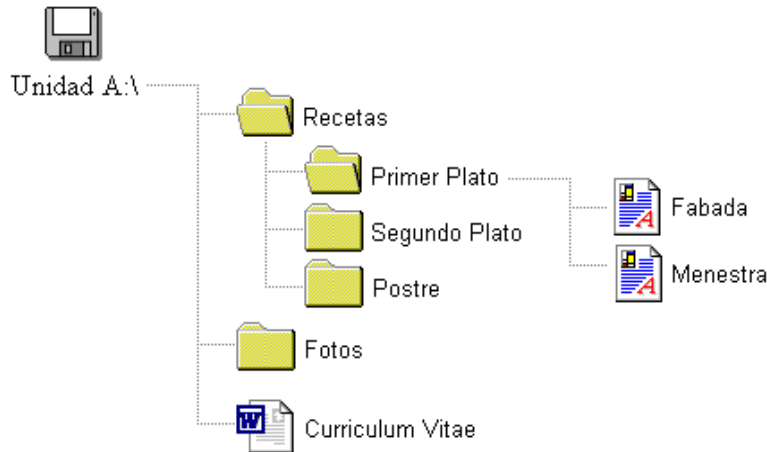 Unidad A:\
Recetas
Primer Plato
Fabada
Segundo Plato
Menestra
Postre
Fotos
Curriculum Vitae